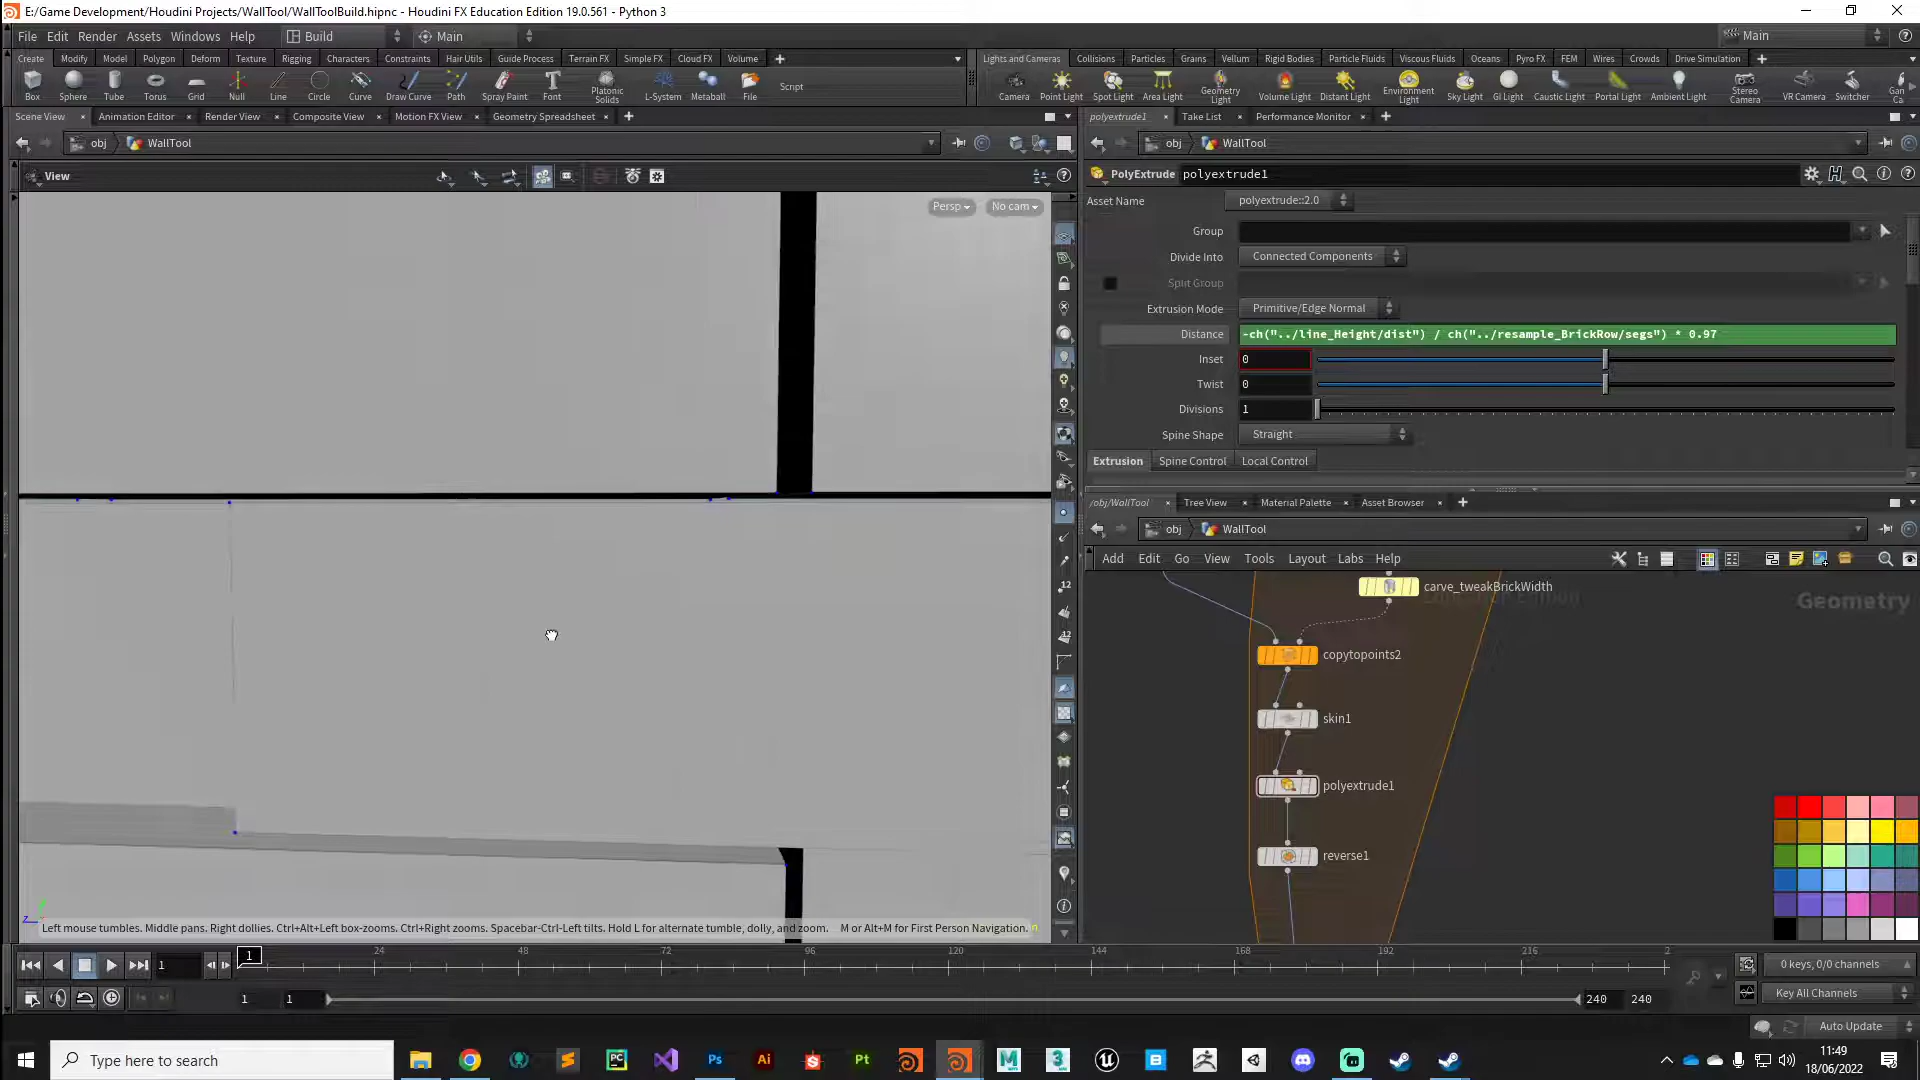 E:/Game Development/Houdini Projects/WallTool/WallToolBuild.hipnc - Houdini FX Education Edition 19.0.561 - Python 3
File Edit Render Assets Windows Help Build Main Main
Create Modify Model Polygon Deform Texture Rigging Characters Constraints Hair Utils Guide Process Terrain FX Simple FX Cloud FX Volume
Lights and Cameras Collisions Particles Grains Vellum Rigid Bodies Particle Fluids Viscous Fluids Oceans Pyro FX FEM Wires Crowds Drive Simulation
Box Sphere Tube Torus Grid Null Line Circle Curve Draw Curve Path Spray Paint Font Platonic Solids L-System Metaball File Script
Camera Point Light Spot Light Area Light Geometry Light Volume Light Distant Light Environment Light Sky Light GI Light Caustic Light Portal Light Ambient Light Stereo Camera VR Camera Switcher
Scene View Animation Editor Render View Composite View Motion FX View Geometry Spreadsheet
polyextrude1 Take List Performance Monitor
obj WallTool
obj WallTool
View
PolyExtrude polyextrude1
Asset Name polyextrude::2.0
Persp No cam
Group
Divide Into Connected Components
Split Group
Extrusion Mode Primitive/Edge Normal
Distance -ch("../line_Height/dist") / ch("../resample_BrickRow/segs") * 0.97
Inset 0
Twist 0
Divisions 1
Spine Shape Straight
Extrusion Spine Control Local Control
/obj/WallTool Tree View Material Palette Asset Browser
obj WallTool
Add Edit Go View Tools Layout Labs Help
carve_tweakBrickWidth
Geometry
copytopoints2
skin1
polyextrude1
reverse1
Left mouse tumbles. Middle pans. Right dollies. Ctrl+Alt+Left box-zooms. Ctrl+Right zooms. Spacebar-Ctrl-Left tilts. Hold L for alternate tumble, dolly, and zoom. M or Alt+M for First Person Navigation.
1 1 24 48 72 96 120 144 168 192 216 2
0 keys, 0/0 channels
1 1 240 240
Key All Channels
Auto Update
Type here to search
11:49
18/06/2022